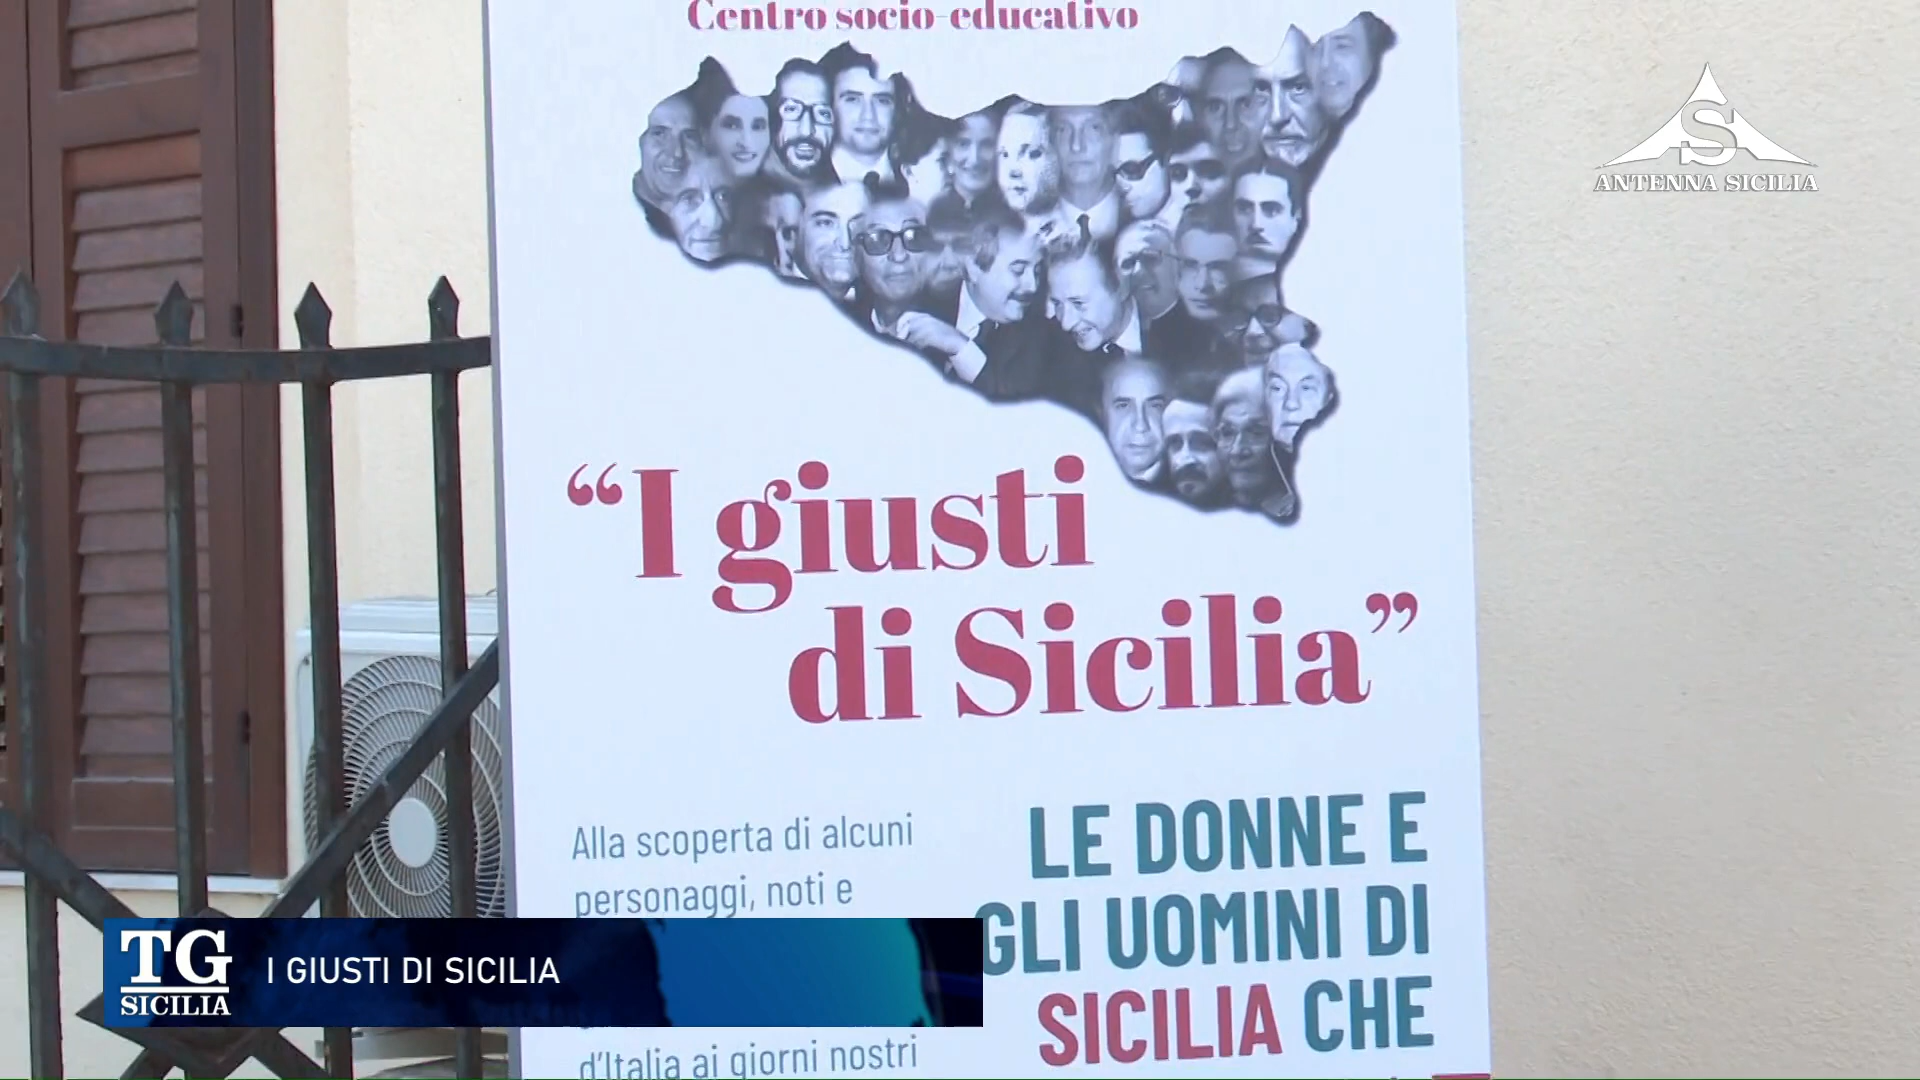 Centro socio-educativo
ANTENNA SICILIA
“I giusti
di Sicilia”
Alla scoperta di alcuni
personaggi, noti e
d’Italia ai giorni nostri
LE DONNE E
GLI UOMINI DI
SICILIA CHE
TG
SICILIA
I GIUSTI DI SICILIA